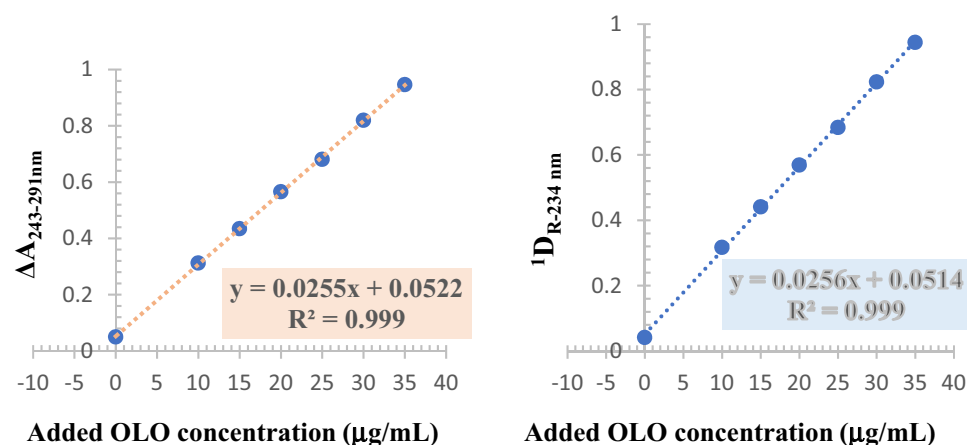 ΔA243-291nm
1
0.8
0.6
0.4
0.2
0
y = 0.0255x + 0.0522
R² = 0.999
-10 -5 0 5 10 15 20 25 30 35 40
Added OLO concentration (μg/mL)
¹DR-234 nm
1
0.8
0.6
0.4
0.2
0
y = 0.0256x + 0.0514
R² = 0.999
-10 -5 0 5 10 15 20 25 30 35 40
Added OLO concentration (μg/mL)